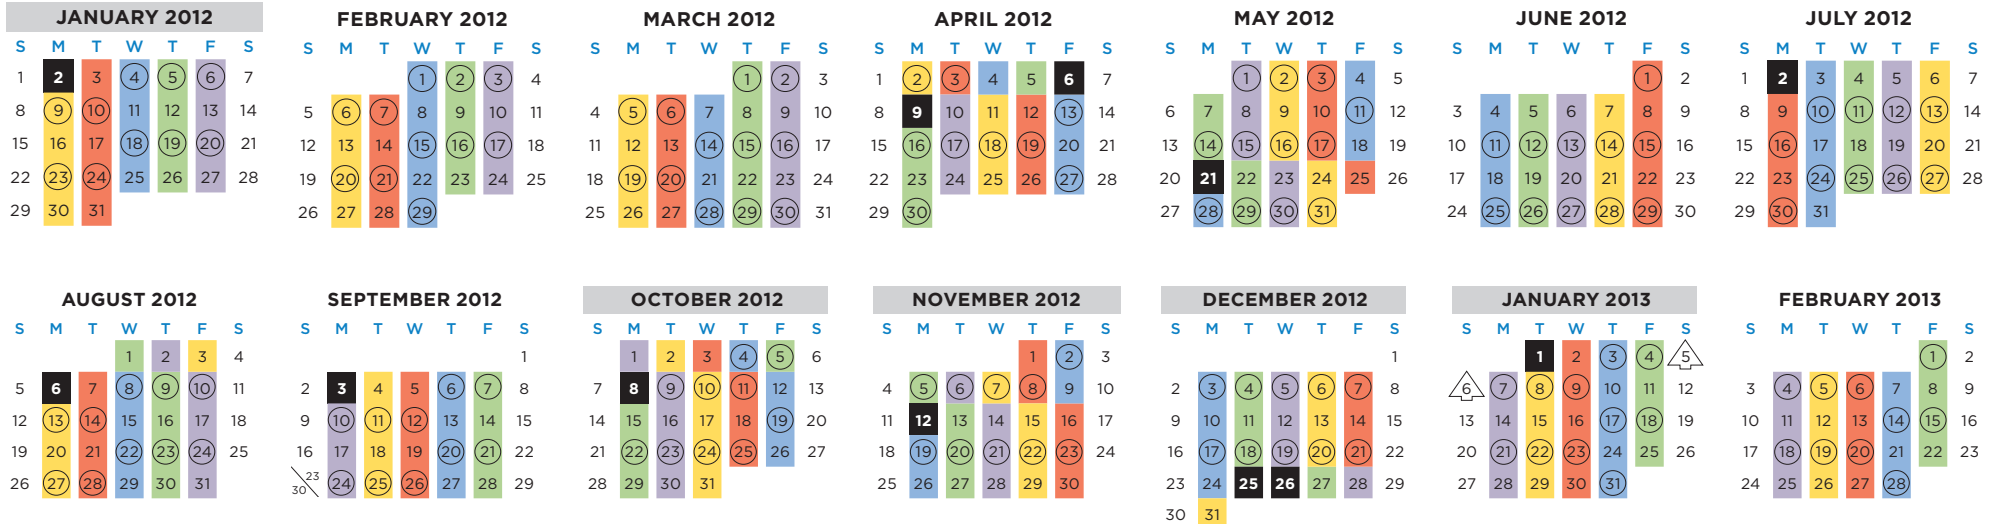 JANUARY 2012
S M T W T F S
1 2 3 4 5 6 7
8 9 10 11 12 13 14
15 16 17 18 19 20 21
22 23 24 25 26 27 28
29 30 31
FEBRUARY 2012
S M T W T F S
1 2 3 4
5 6 7 8 9 10 11
12 13 14 15 16 17 18
19 20 21 22 23 24 25
26 27 28 29
MARCH 2012
S M T W T F S
1 2 3
4 5 6 7 8 9 10
11 12 13 14 15 16 17
18 19 20 21 22 23 24
25 26 27 28 29 30 31
APRIL 2012
S M T W T F S
1 2 3 4 5 6 7
8 9 10 11 12 13 14
15 16 17 18 19 20 21
22 23 24 25 26 27 28
29 30
MAY 2012
S M T W T F S
1 2 3 4 5
6 7 8 9 10 11 12
13 14 15 16 17 18 19
20 21 22 23 24 25 26
27 28 29 30 31
JUNE 2012
S M T W T F S
1 2
3 4 5 6 7 8 9
10 11 12 13 14 15 16
17 18 19 20 21 22 23
24 25 26 27 28 29 30
JULY 2012
S M T W T F S
1 2 3 4 5 6 7
8 9 10 11 12 13 14
15 16 17 18 19 20 21
22 23 24 25 26 27 28
29 30 31
AUGUST 2012
S M T W T F S
1 2 3 4
5 6 7 8 9 10 11
12 13 14 15 16 17 18
19 20 21 22 23 24 25
26 27 28 29 30 31
SEPTEMBER 2012
S M T W T F S
1
2 3 4 5 6 7 8
9 10 11 12 13 14 15
16 17 18 19 20 21 22
23/30 24 25 26 27 28 29
OCTOBER 2012
S M T W T F S
1 2 3 4 5 6
7 8 9 10 11 12 13
14 15 16 17 18 19 20
21 22 23 24 25 26 27
28 29 30 31
NOVEMBER 2012
S M T W T F S
1 2 3
4 5 6 7 8 9 10
11 12 13 14 15 16 17
18 19 20 21 22 23 24
25 26 27 28 29 30
DECEMBER 2012
S M T W T F S
1
2 3 4 5 6 7 8
9 10 11 12 13 14 15
16 17 18 19 20 21 22
23 24 25 26 27 28 29
30 31
JANUARY 2013
S M T W T F S
1 2 3 4 5
6 7 8 9 10 11 12
13 14 15 16 17 18 19
20 21 22 23 24 25 26
27 28 29 30 31
FEBRUARY 2013
S M T W T F S
1 2
3 4 5 6 7 8 9
10 11 12 13 14 15 16
17 18 19 20 21 22 23
24 25 26 27 28